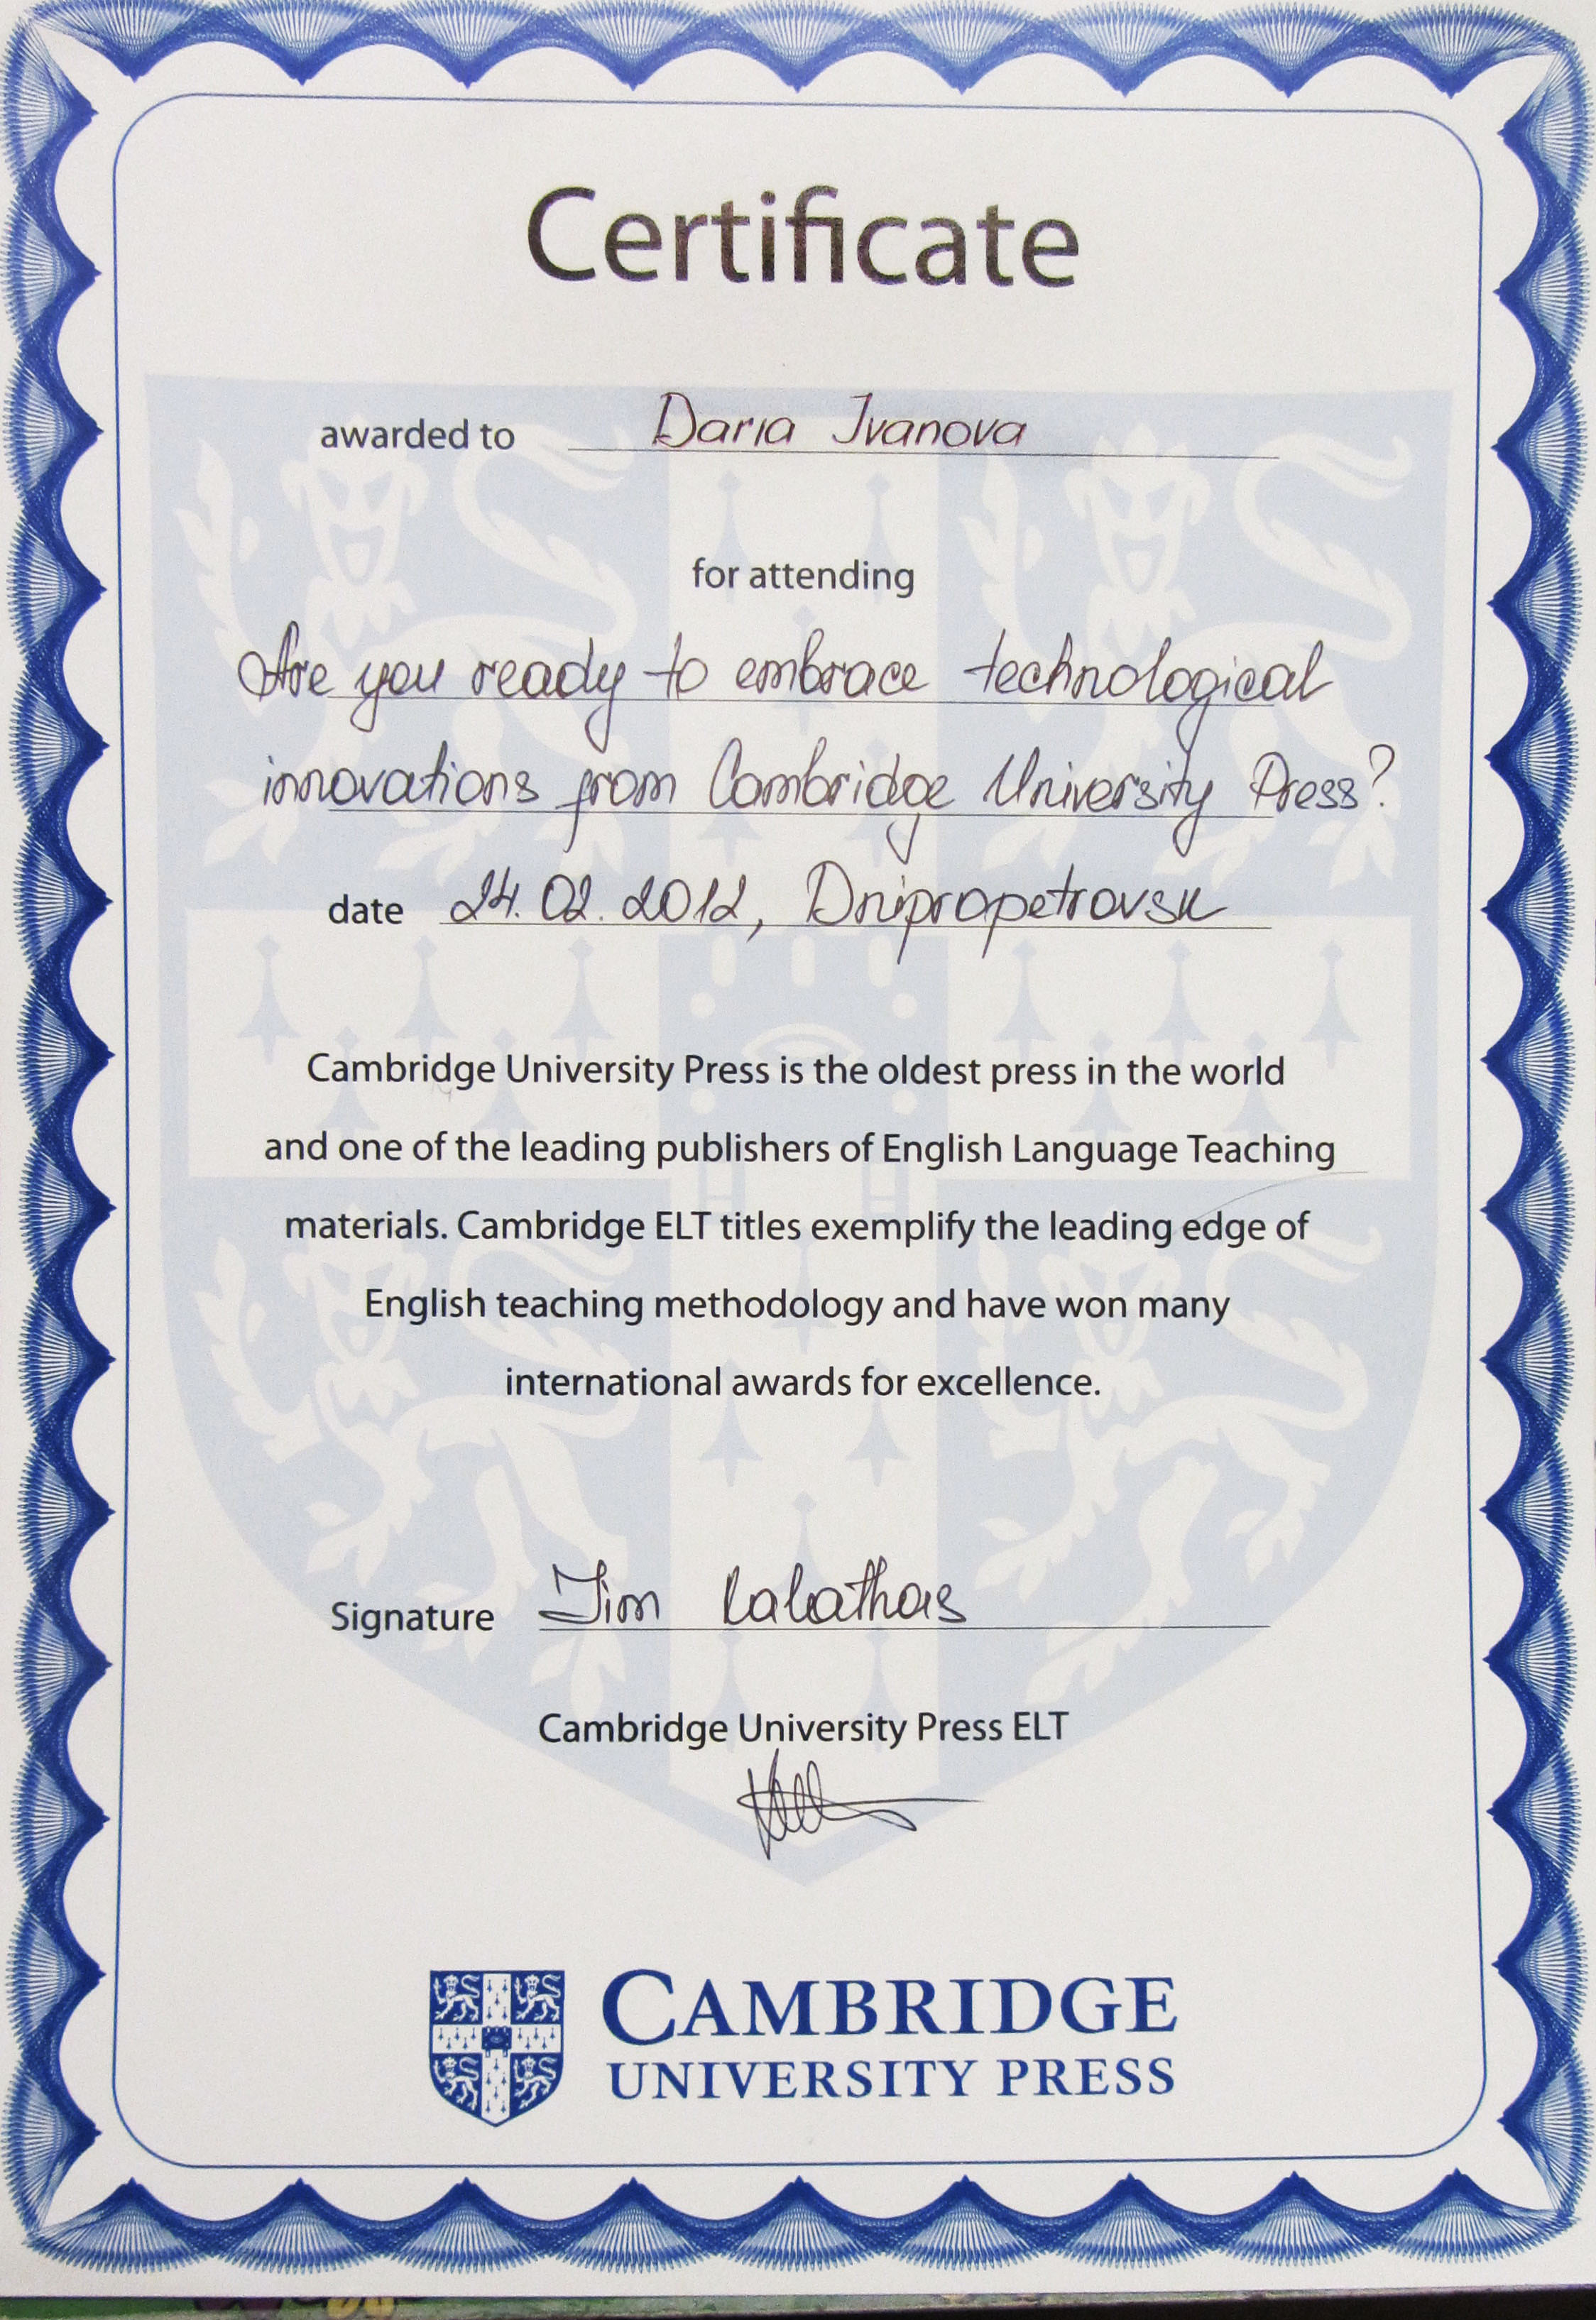 Certificate
awarded to Daria Ivanova
for attending
Are you ready to embrace technological
innovations from Cambridge University Press?
date 24.02.2012, Dnipropetrovsk
Cambridge University Press is the oldest press in the world
and one of the leading publishers of English Language Teaching
materials. Cambridge ELT titles exemplify the leading edge of
English teaching methodology and have won many
international awards for excellence.
Signature Jim
Cambridge University Press ELT
CAMBRIDGE
UNIVERSITY PRESS